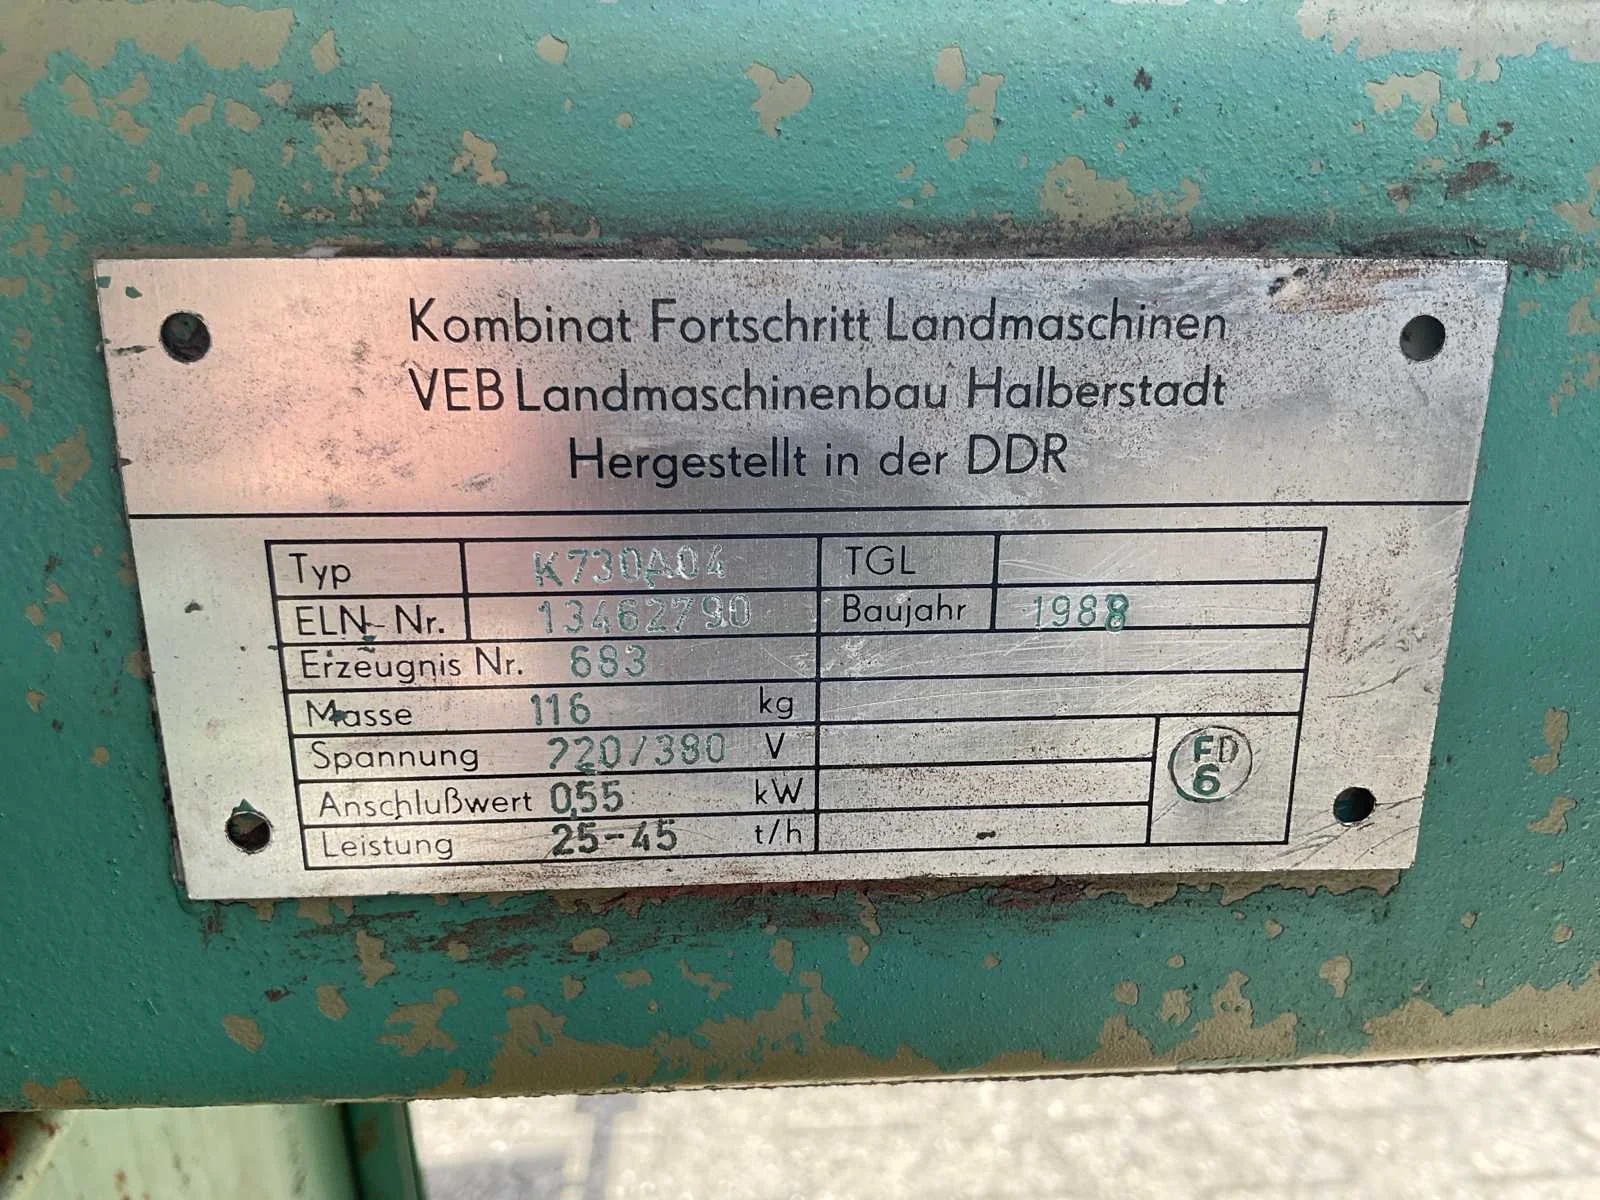 Kombinat Fortschritt Landmaschinen
VEB Landmaschinenbau Halberstadt
Hergestellt in der DDR
Typ K730A04 TGL
ELN-Nr. 13462790 Baujahr 1988
Erzeugnis Nr. 683
Masse 116 kg
Spannung 220/380 V
Anschlußwert 0,55 kW
Leistung 25-45 t/h -
FD
6